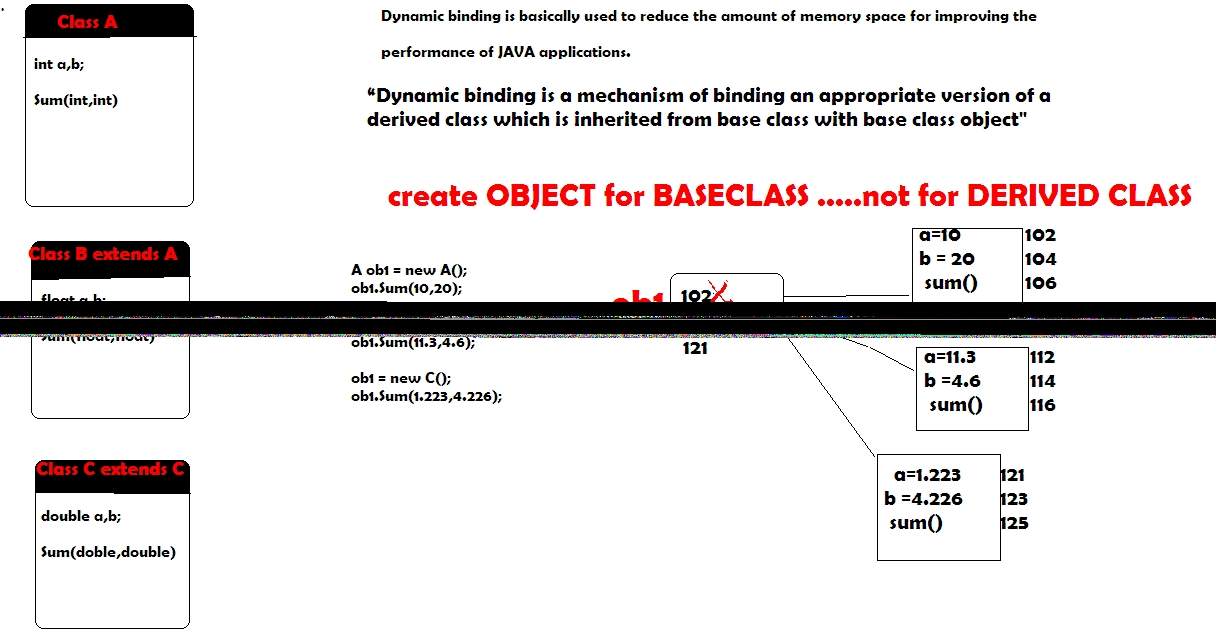 Class A
int a,b;
Sum(int,int)
Dynamic binding is basically used to reduce the amount of memory space for improving the
performance of JAVA applications.
“Dynamic binding is a mechanism of binding an appropriate version of a
derived class which is inherited from base class with base class object"
create OBJECT for BASECLASS .....not for DERIVED CLASS
Class B extends A
float a,b;
Sum(float,float)
Class C extends C
double a,b;
Sum(doble,double)
A ob1 = new A();
ob1.Sum(10,20);
ob1.Sum(11.3,4.6);
ob1 = new C();
ob1.Sum(1.223,4.226);
ob1
102
121
a=10 102
b = 20 104
sum() 106
a=11.3 112
b =4.6 114
sum() 116
a=1.223 121
b =4.226 123
sum() 125